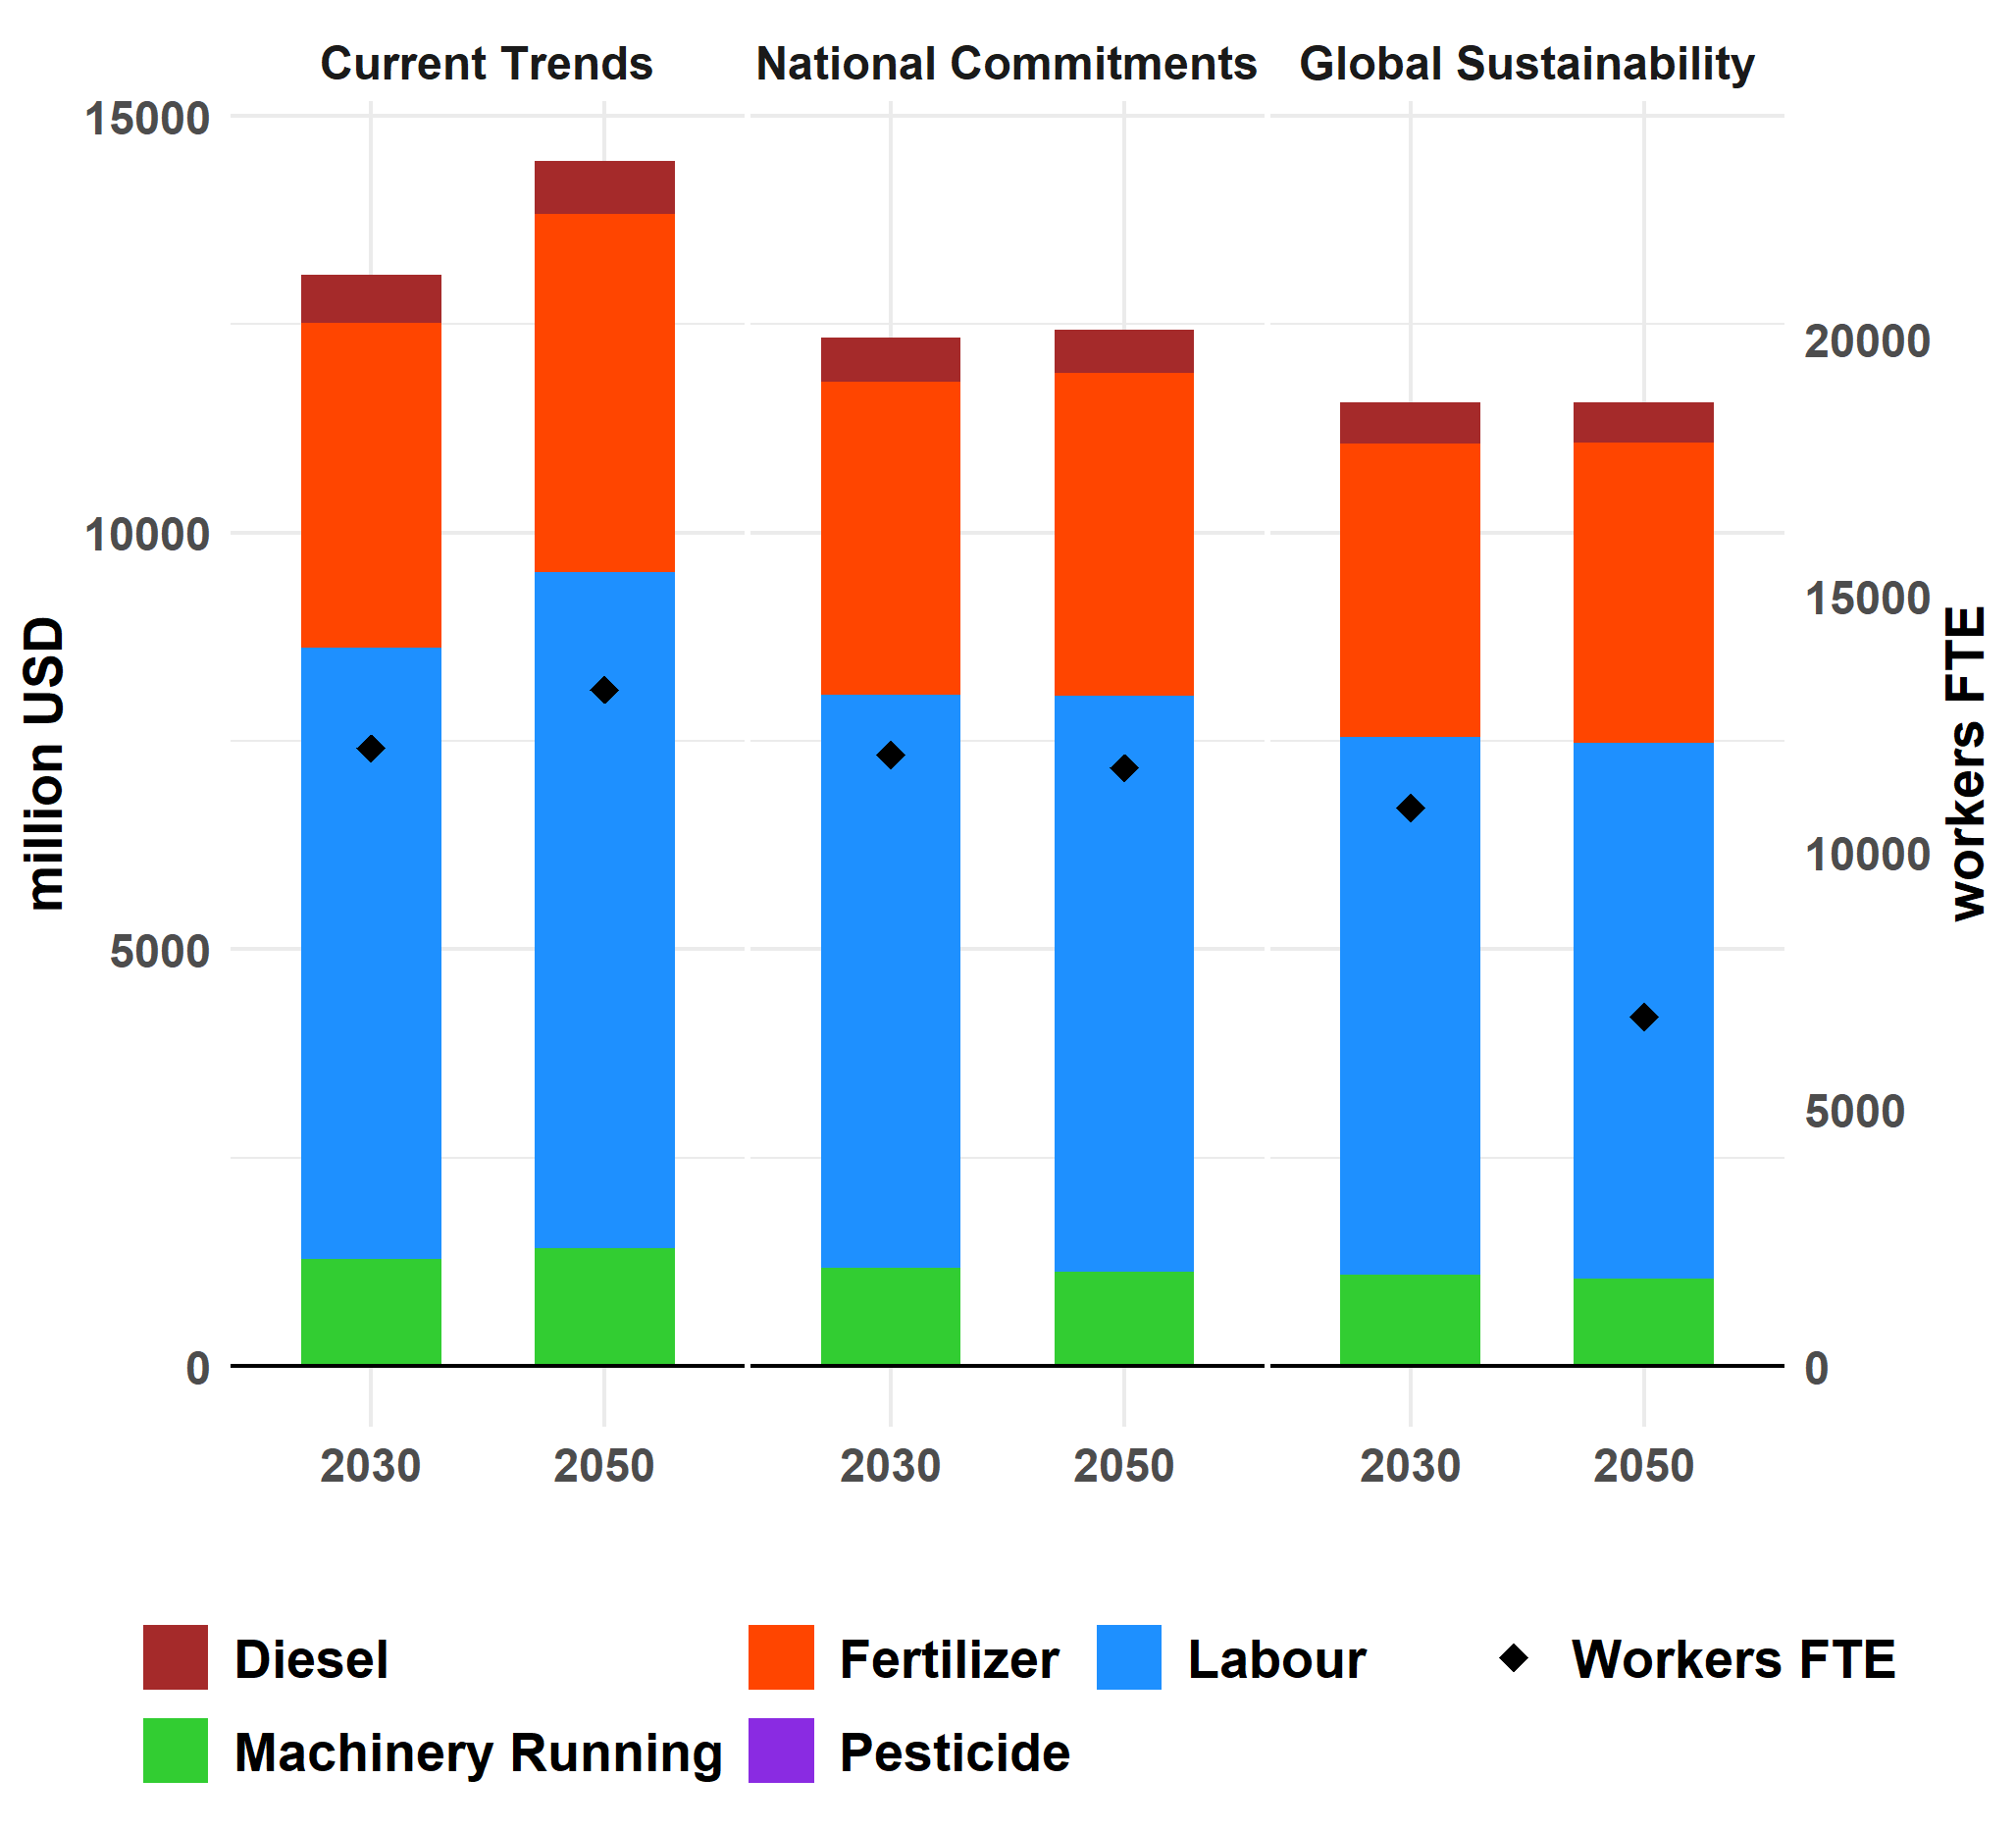 Current Trends
National Commitments
Global Sustainability
15000
10000
5000
0
million USD
20000
15000
10000
5000
0
workers FTE
2030
2050
2030
2050
2030
2050
Diesel
Fertilizer
Labour
Workers FTE
Machinery Running
Pesticide